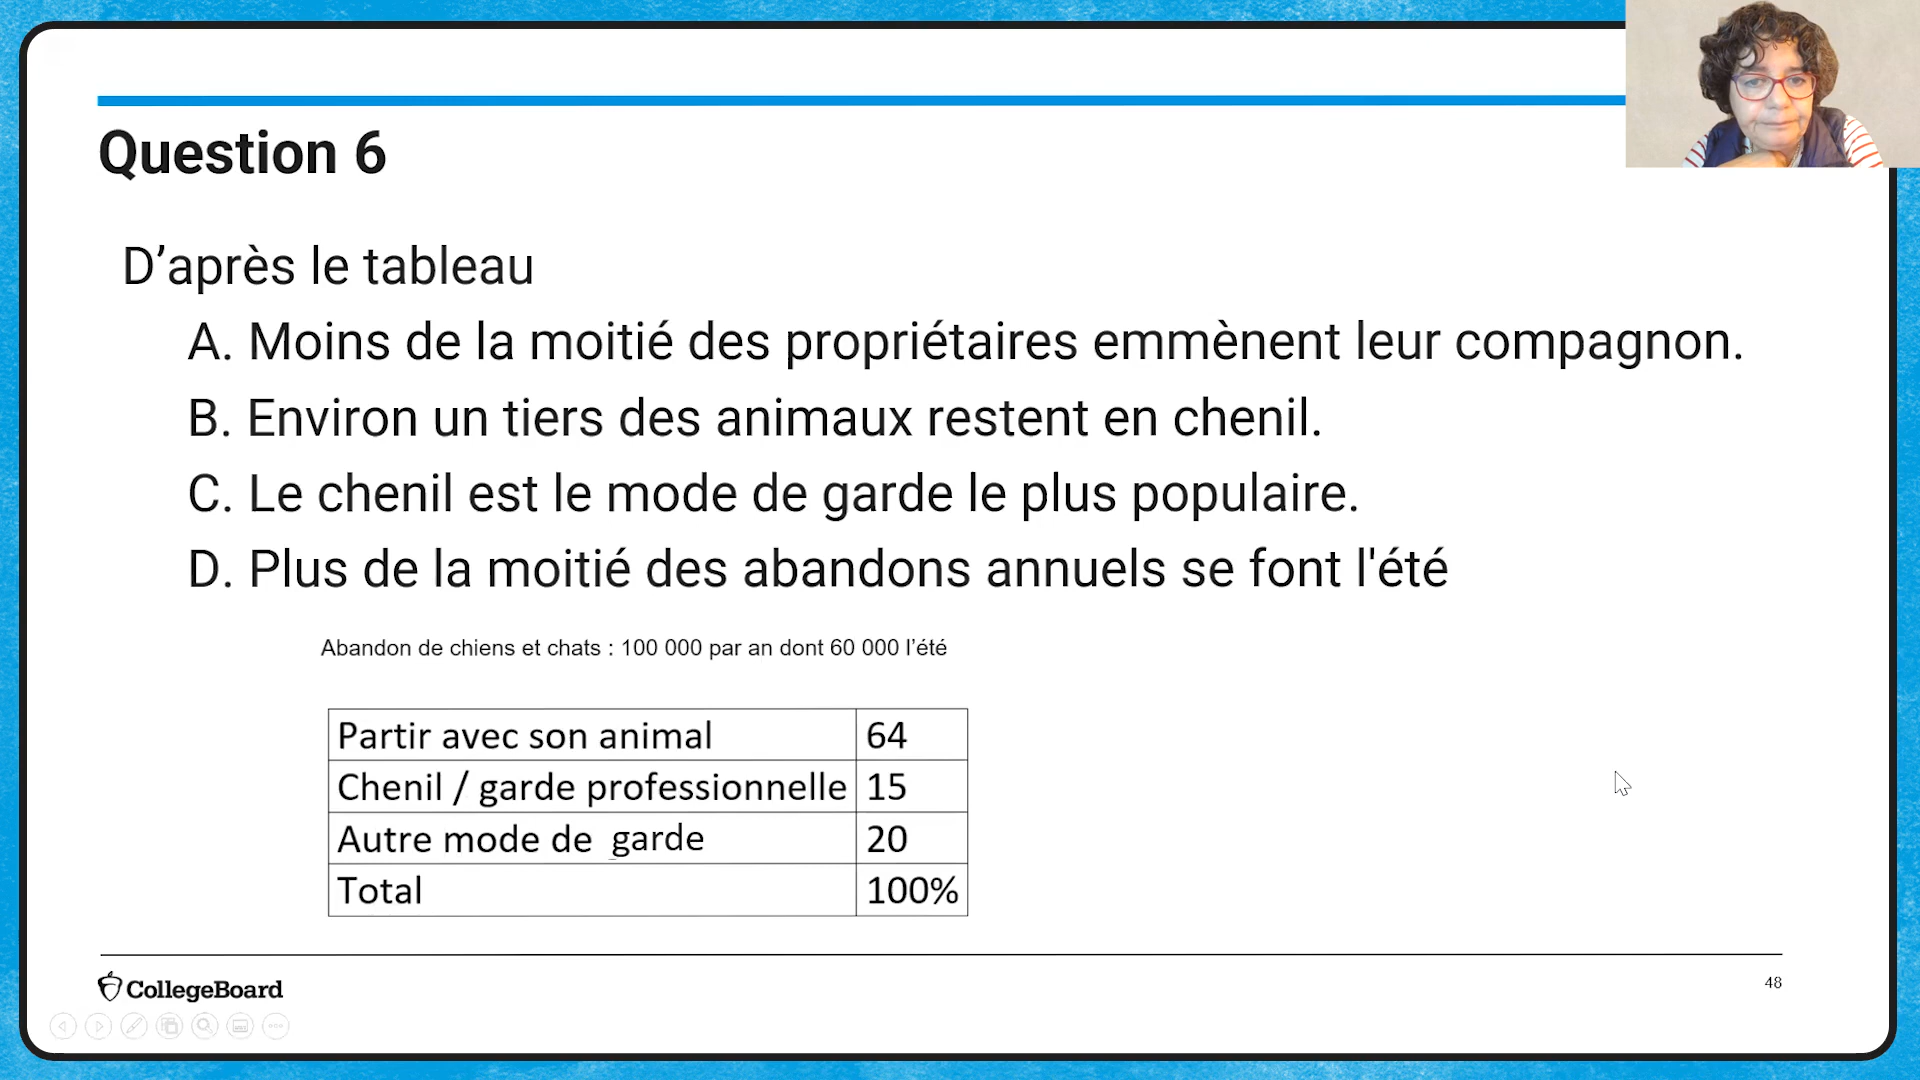 Question 6
D’après le tableau
A. Moins de la moitié des propriétaires emmènent leur compagnon.
B. Environ un tiers des animaux restent en chenil.
C. Le chenil est le mode de garde le plus populaire.
D. Plus de la moitié des abandons annuels se font l'été
Abandon de chiens et chats : 100 000 par an dont 60 000 l’été
Partir avec son animal 64
Chenil / garde professionnelle 15
Autre mode de garde 20
Total 100%
CollegeBoard
48